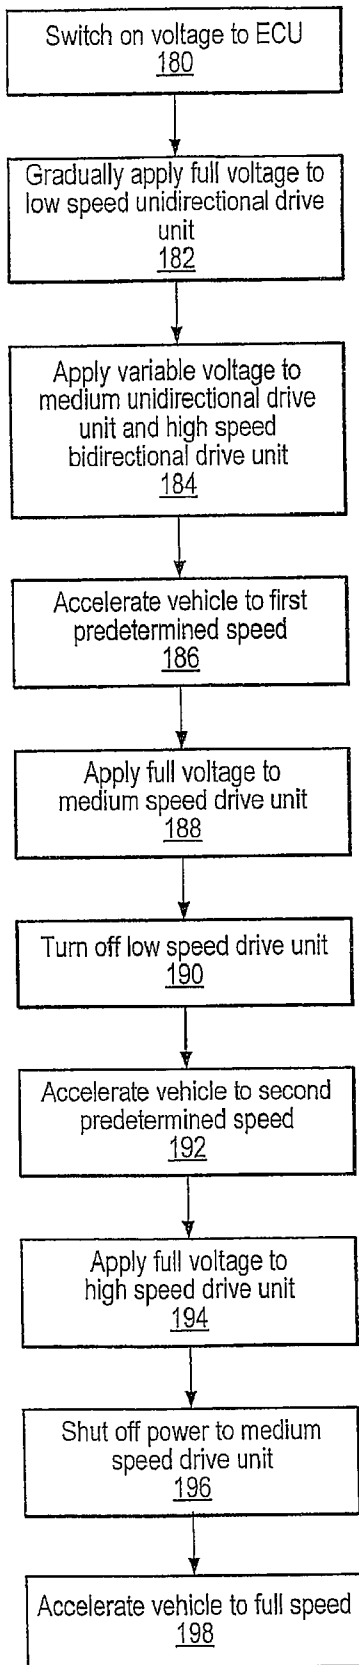 Switch on voltage to ECU
180
Gradually apply full voltage to
low speed unidirectional drive
unit
182
Apply variable voltage to
medium unidirectional drive
unit and high speed
bidirectional drive unit
184
Accelerate vehicle to first
predetermined speed
186
Apply full voltage to
medium speed drive unit
188
Turn off low speed drive unit
190
Accelerate vehicle to second
predetermined speed
192
Apply full voltage to
high speed drive unit
194
Shut off power to medium
speed drive unit
196
Accelerate vehicle to full speed
198